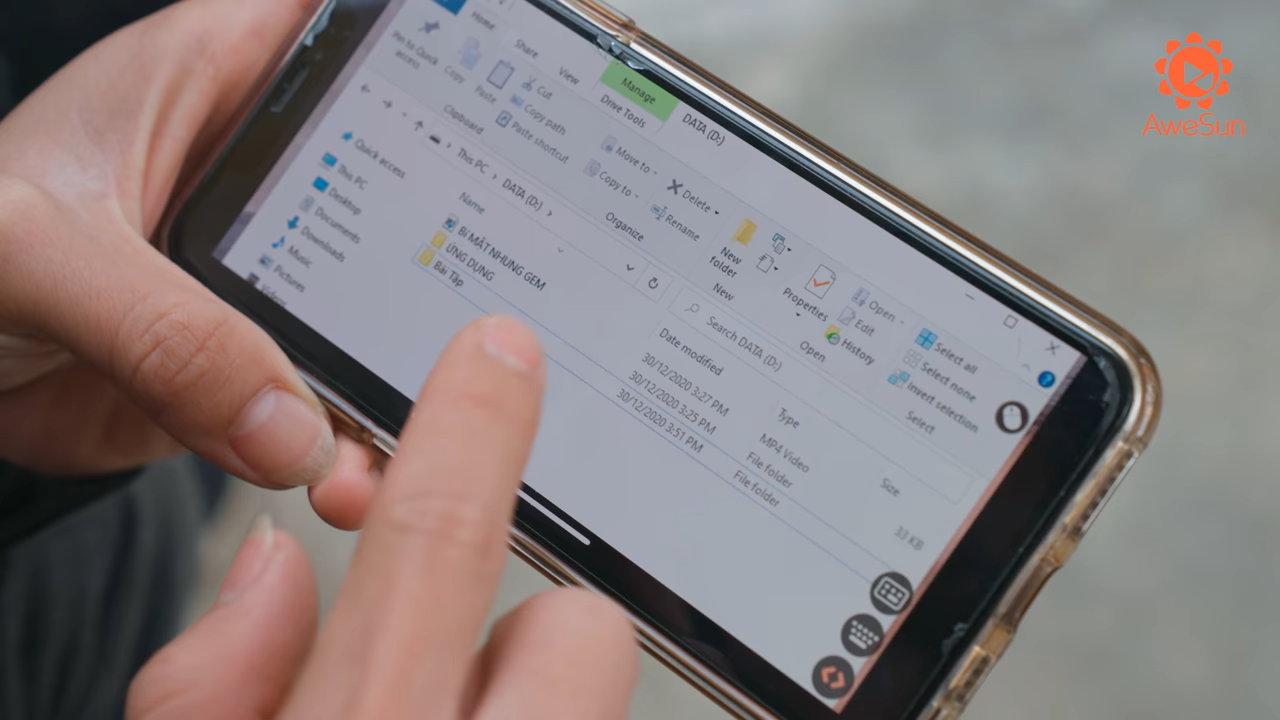 AweSun
Home
Share
View
Manage
Drive Tools
DATA (D:)
Pin to Quick access
Copy
Paste
Cut
Copy path
Paste shortcut
Clipboard
Move to
Copy to
Delete
Rename
Organize
New folder
New
Properties
Open
Edit
History
Open
Select all
Select none
Invert selection
Select
This PC > DATA (D:) >
Search DATA (D:)
Quick access
This PC
Desktop
Documents
Downloads
Music
Pictures
Name
Date modified
Type
Size
Bí MẬT NHUNG GEM
30/12/2020 3:27 PM
MP4 Video
33 KB
ỨNG DỤNG
30/12/2020 3:25 PM
File folder
Bài Tập
30/12/2020 3:51 PM
File folder